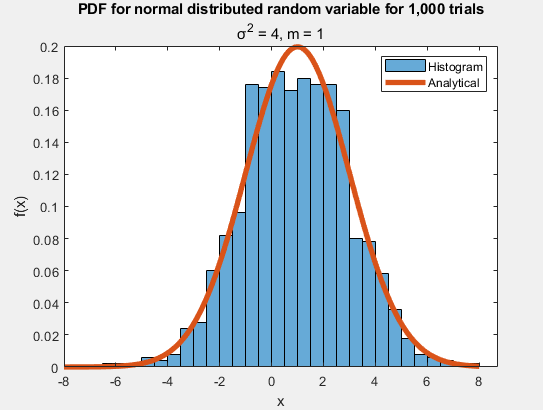 PDF for normal distributed random variable for 1,000 trials
σ² = 4, m = 1
Histogram
Analytical
0.2
0.18
0.16
0.14
0.12
0.1
0.08
0.06
0.04
0.02
0
f(x)
-8 -6 -4 -2 0 2 4 6 8
x